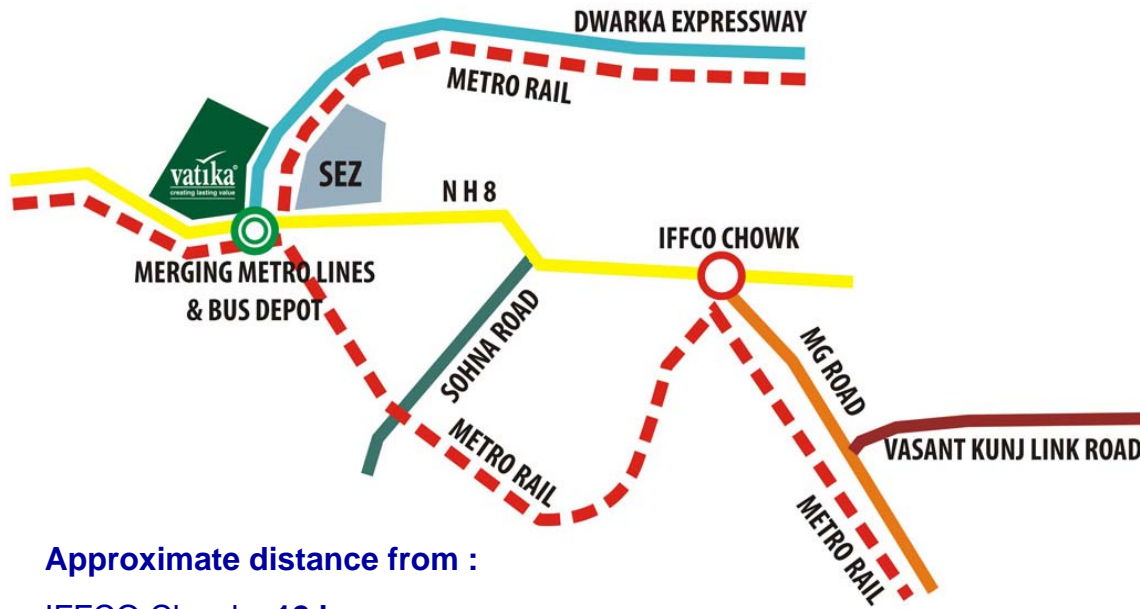 DWARKA EXPRESSWAY
METRO RAIL
vatika
creating lasting value
SEZ
N H 8
IFFCO CHOWK
MERGING METRO LINES
& BUS DEPOT
SOHNA ROAD
MG ROAD
METRO RAIL
VASANT KUNJ LINK ROAD
METRO RAIL
Approximate distance from :